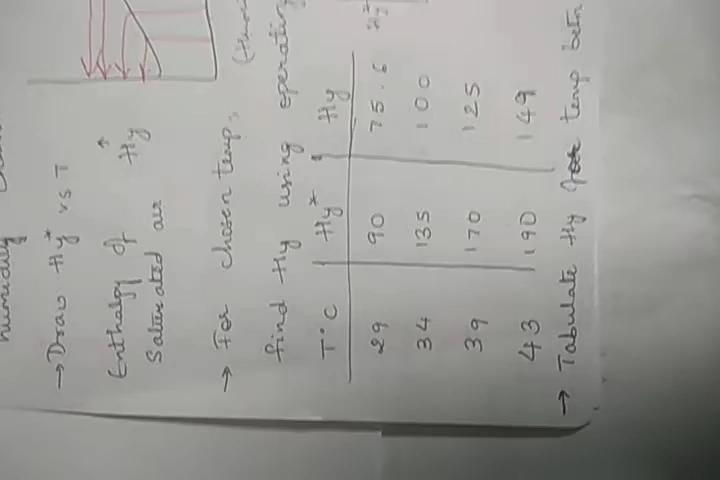 humidity
→ Draw Hy* vs T
Enthalpy of Hy*
Saturated air
→ For chosen temp,
find Hy using operating
T°C Hy* Hy
29 90 75.6
34 135 100
39 170 125
43 190 149
→ Tabulate Hy for temp betn